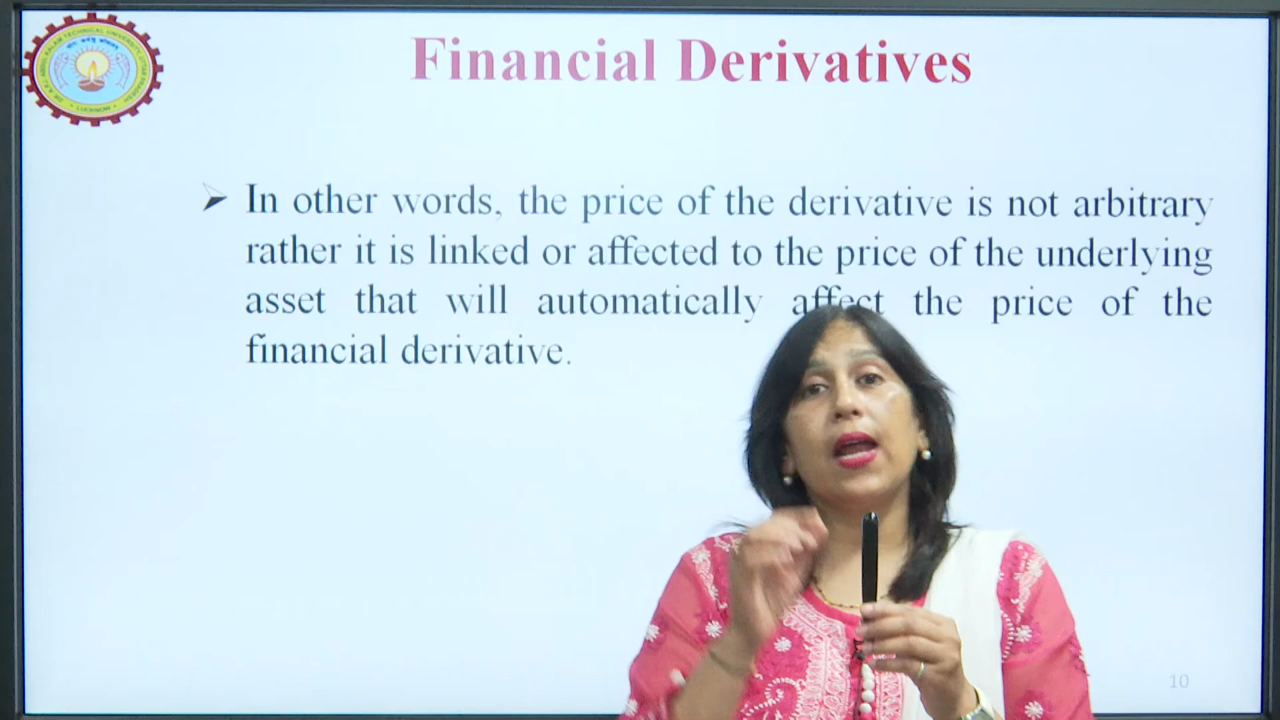 Financial Derivatives
In other words, the price of the derivative is not arbitrary
rather it is linked or affected to the price of the underlying
asset that will automatically affect the price of the
financial derivative.
LUCKNOW
10